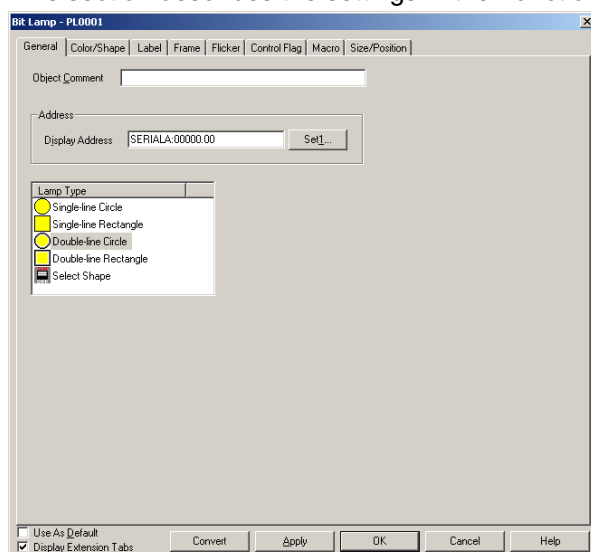 Bit Lamp - PL0001
General Color/Shape Label Frame Flicker Control Flag Macro Size/Position
Object Comment
Address
Display Address SERIALA:00000.00 Set1...
Lamp Type
Single-line Circle
Single-line Rectangle
Double-line Circle
Double-line Rectangle
Select Shape
Use As Default
Display Extension Tabs Convert Apply OK Cancel Help